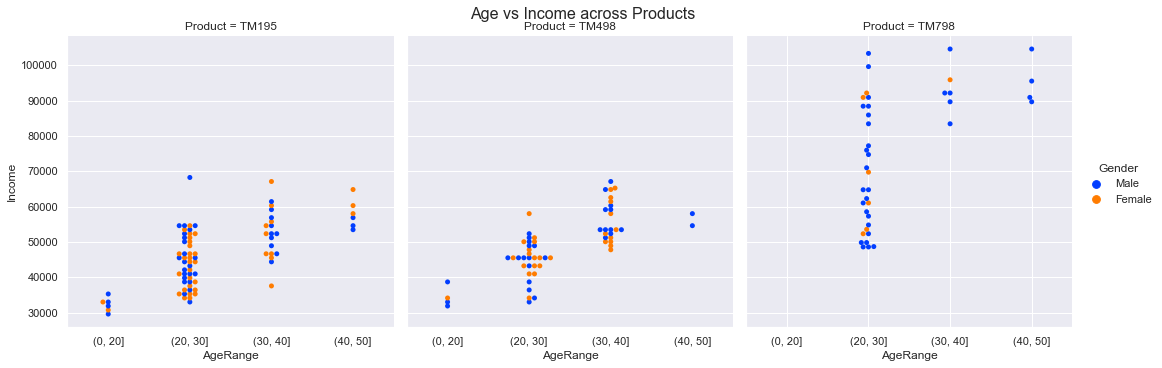 Age vs Income across Products
Product = TM195
Product = TM498
Product = TM798
Income
100000
90000
80000
70000
60000
50000
40000
30000
(0, 20] (20, 30] (30, 40] (40, 50]
AgeRange
(0, 20] (20, 30] (30, 40] (40, 50]
AgeRange
(0, 20] (20, 30] (30, 40] (40, 50]
AgeRange
Gender
Male
Female